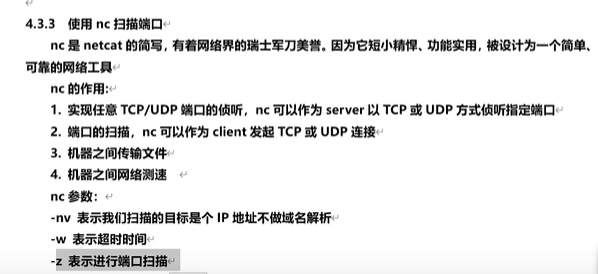 4.3.3 使用 nc 扫描端口
nc 是 netcat 的简写，有着网络界的瑞士军刀美誉。因为它短小精悍、功能实用，被设计为一个简单、
可靠的网络工具
nc 的作用:
1. 实现任意 TCP/UDP 端口的侦听，nc 可以作为 server 以 TCP 或 UDP 方式侦听指定端口
2. 端口的扫描，nc 可以作为 client 发起 TCP 或 UDP 连接
3. 机器之间传输文件
4. 机器之间网络测速
nc 参数：
-nv 表示我们扫描的目标是个 IP 地址不做域名解析
-w 表示超时时间
-z 表示进行端口扫描